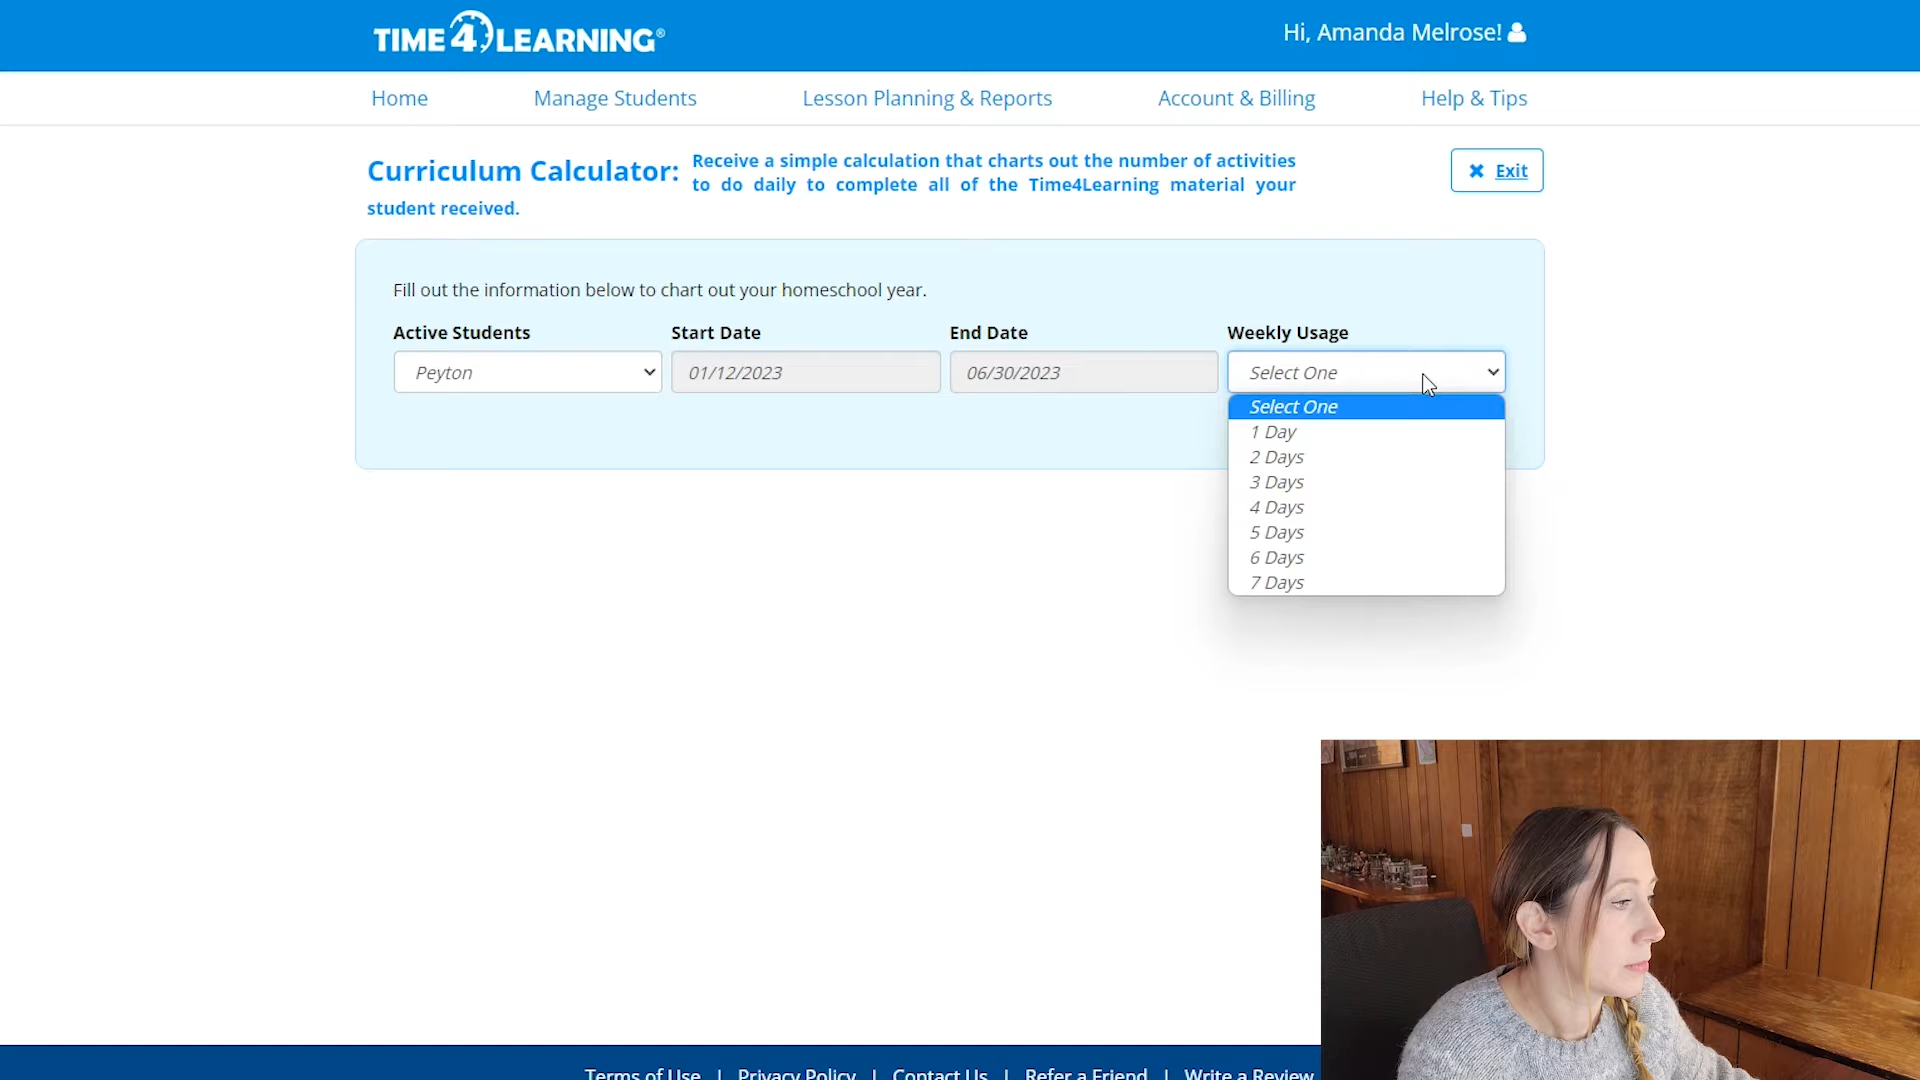 TIME 4 LEARNING®
Hi, Amanda Melrose!
Home
Manage Students
Lesson Planning & Reports
Account & Billing
Help & Tips
Curriculum Calculator:
Receive a simple calculation that charts out the number of activities
to do daily to complete all of the Time4Learning material your
student received.
Exit
Fill out the information below to chart out your homeschool year.
Active Students
Start Date
End Date
Weekly Usage
Peyton
01/12/2023
06/30/2023
Select One
Select One
1 Day
2 Days
3 Days
4 Days
5 Days
6 Days
7 Days
Terms of Use | Privacy Policy | Contact Us | Refer a Friend | Write a Review